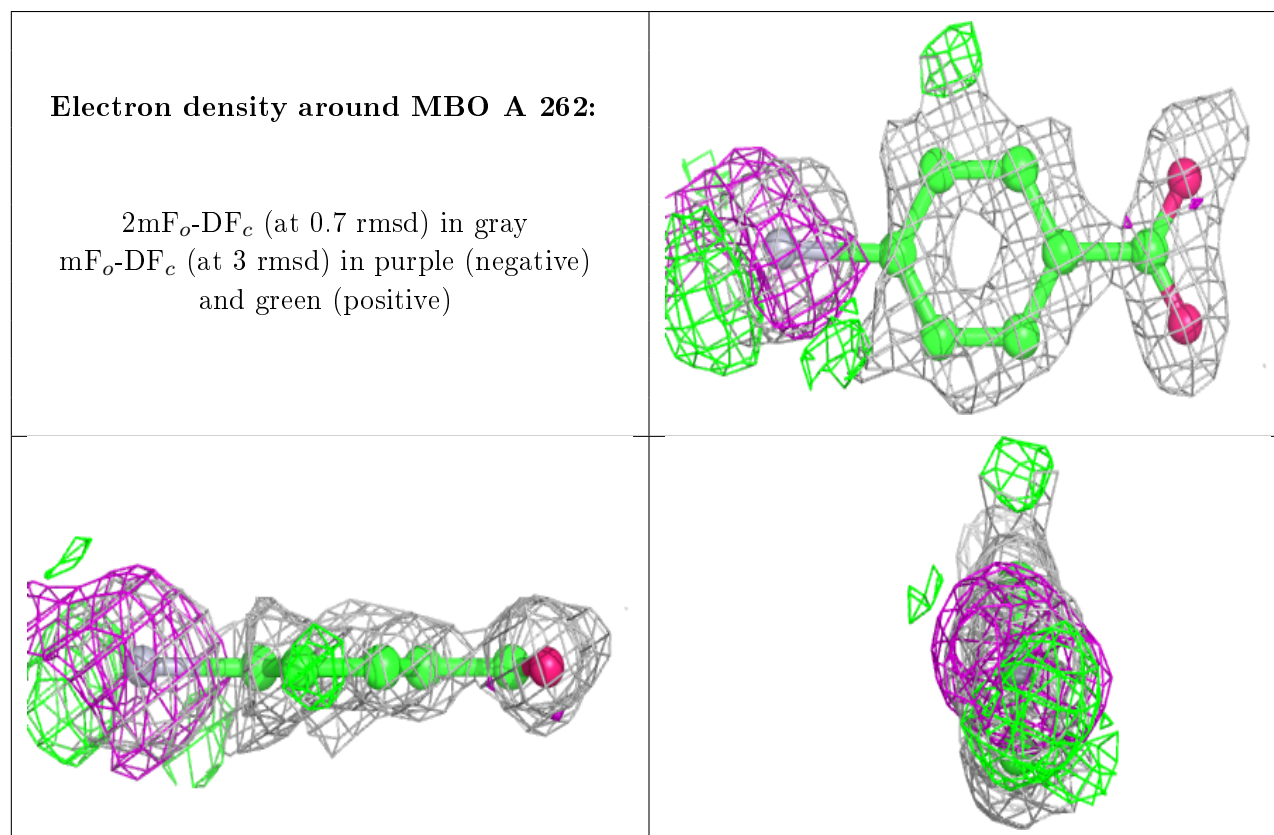 Electron density around MBO A 262:
2mFo-DFc (at 0.7 rmsd) in gray
mFo-DFc (at 3 rmsd) in purple (negative)
and green (positive)